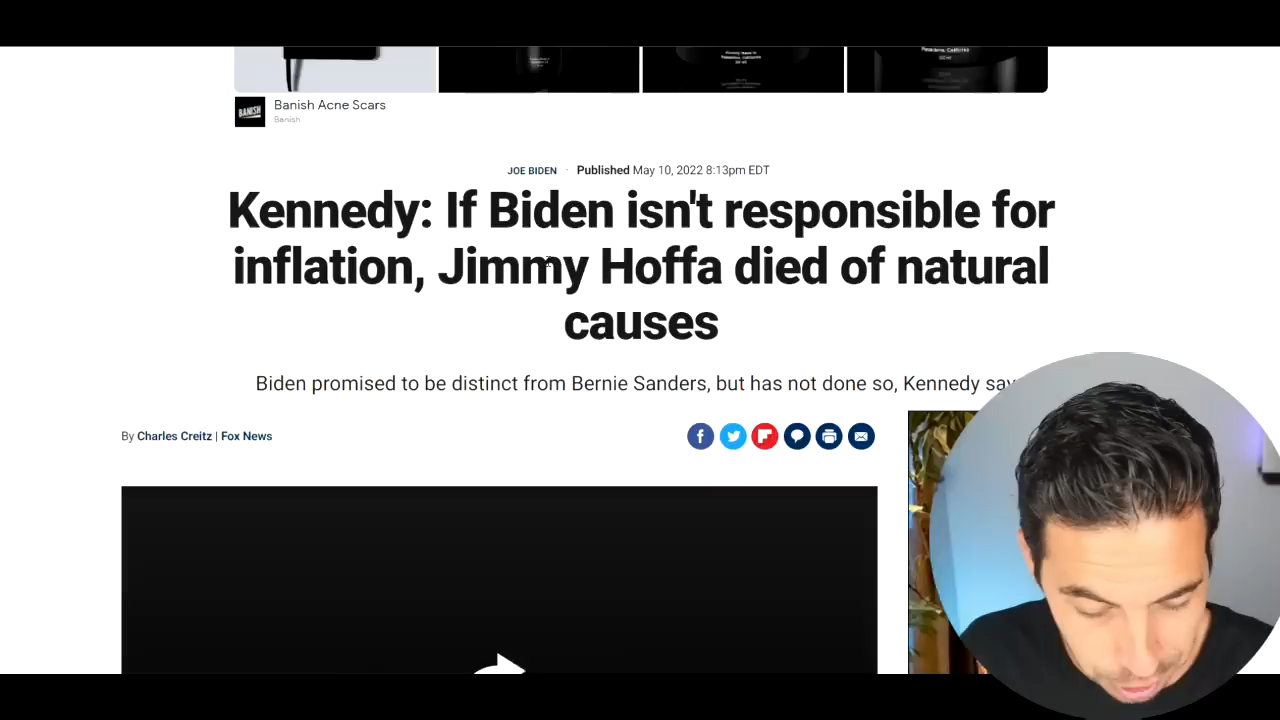 Banish Acne Scars
BANISH
Banish
JOE BIDEN · Published May 10, 2022 8:13pm EDT
Kennedy: If Biden isn't responsible for
inflation, Jimmy Hoffa died of natural
causes
Biden promised to be distinct from Bernie Sanders, but has not done so, Kennedy
By Charles Creitz | Fox News